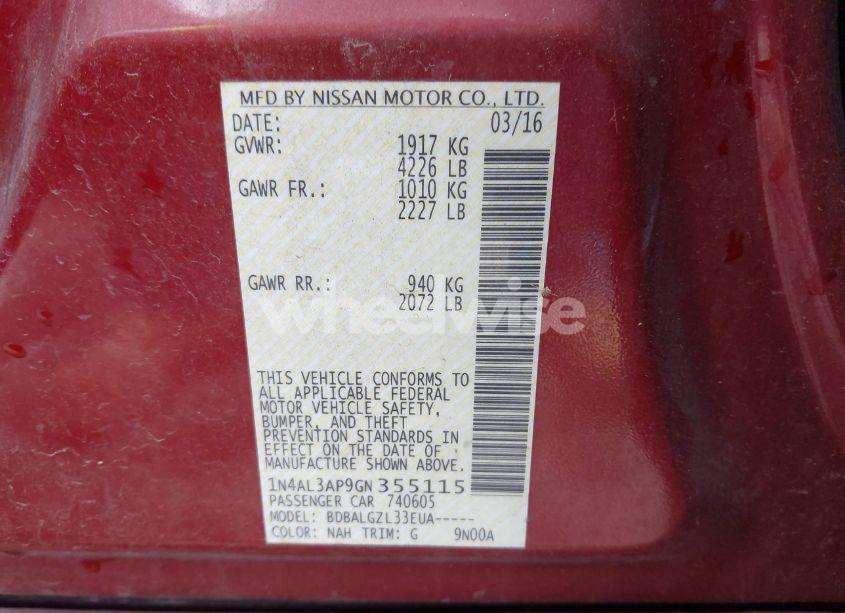 MFD BY NISSAN MOTOR CO., LTD.
DATE: 03/16
GVWR: 1917 KG
4226 LB
GAWR FR.: 1010 KG
2227 LB
GAWR RR.: 940 KG
2072 LB
wheelwise
THIS VEHICLE CONFORMS TO
ALL APPLICABLE FEDERAL
MOTOR VEHICLE SAFETY,
BUMPER, AND THEFT
PREVENTION STANDARDS IN
EFFECT ON THE DATE OF
MANUFACTURE SHOWN ABOVE.
1N4AL3AP9GN355115
PASSENGER CAR 740605
MODEL: BDBALGZL33EUA-----
COLOR: NAH TRIM: G 9N00A